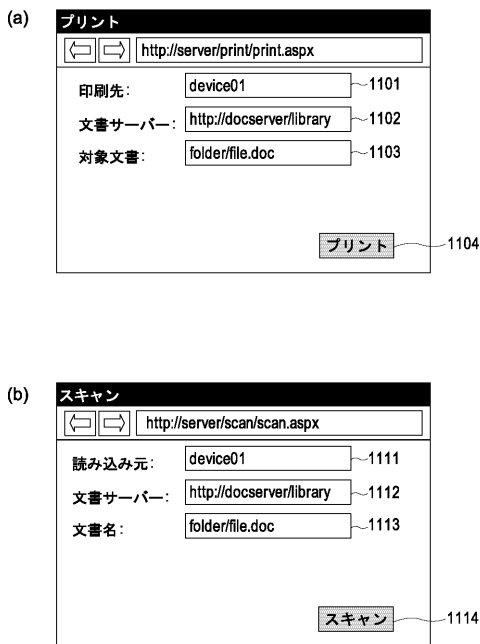 (a)
プリント
http://server/print/print.aspx
印刷先: device01 1101
文書サーバー: http://docserver/library 1102
対象文書: folder/file.doc 1103
プリント 1104
(b)
スキャン
http://server/scan/scan.aspx
読み込み元: device01 1111
文書サーバー: http://docserver/library 1112
文書名: folder/file.doc 1113
スキャン 1114